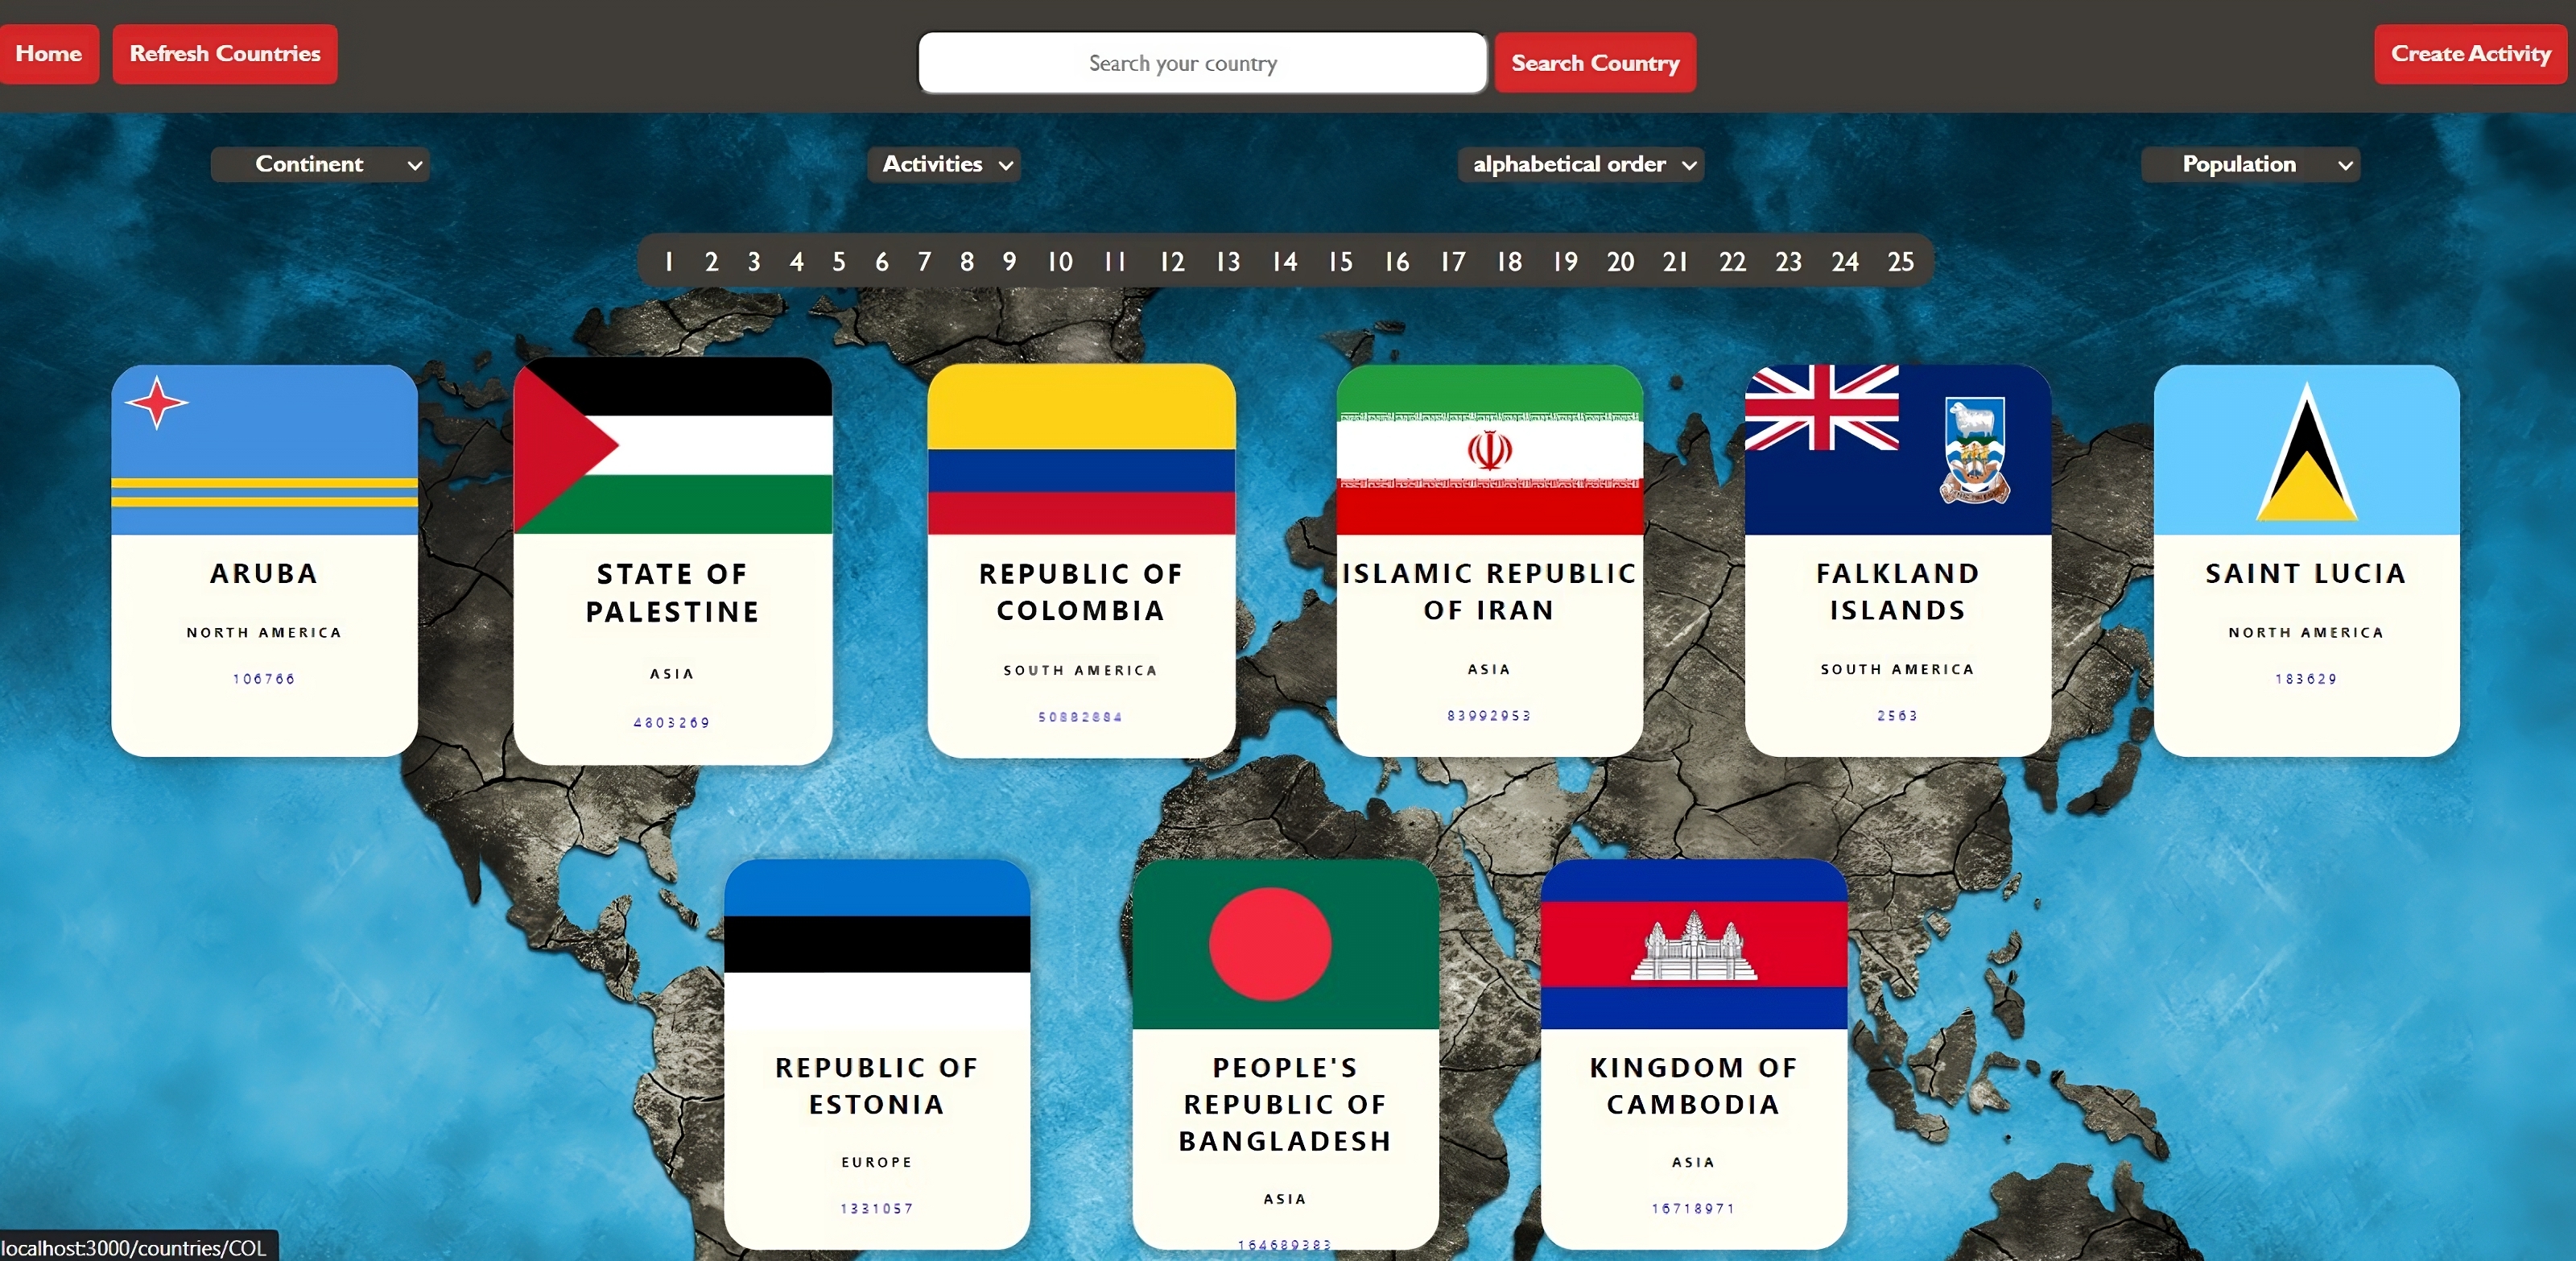 Home
Refresh Countries
Search your country
Search Country
Create Activity
Continent
Activities
alphabetical order
Population
1 2 3 4 5 6 7 8 9 10 11 12 13 14 15 16 17 18 19 20 21 22 23 24 25
ARUBA
NORTH AMERICA
106766
STATE OF
PALESTINE
ASIA
4803269
REPUBLIC OF
COLOMBIA
SOUTH AMERICA
50882884
ISLAMIC REPUBLIC
OF IRAN
ASIA
83992953
FALKLAND
ISLANDS
SOUTH AMERICA
2563
SAINT LUCIA
NORTH AMERICA
183629
REPUBLIC OF
ESTONIA
EUROPE
1331057
PEOPLE'S
REPUBLIC OF
BANGLADESH
ASIA
164689383
KINGDOM OF
CAMBODIA
ASIA
16718971
localhost:3000/countries/COL